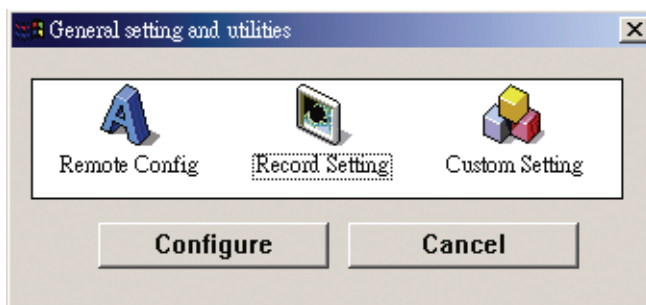 General setting and utilities
Remote Config Record Setting Custom Setting
Configure Cancel